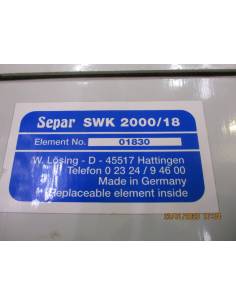 Separ SWK 2000/18
Element No. 01830
W. Lösing - D - 45517 Hattingen
Telefon 0 23 24 / 9 46 00
Made in Germany
Replaceable element inside